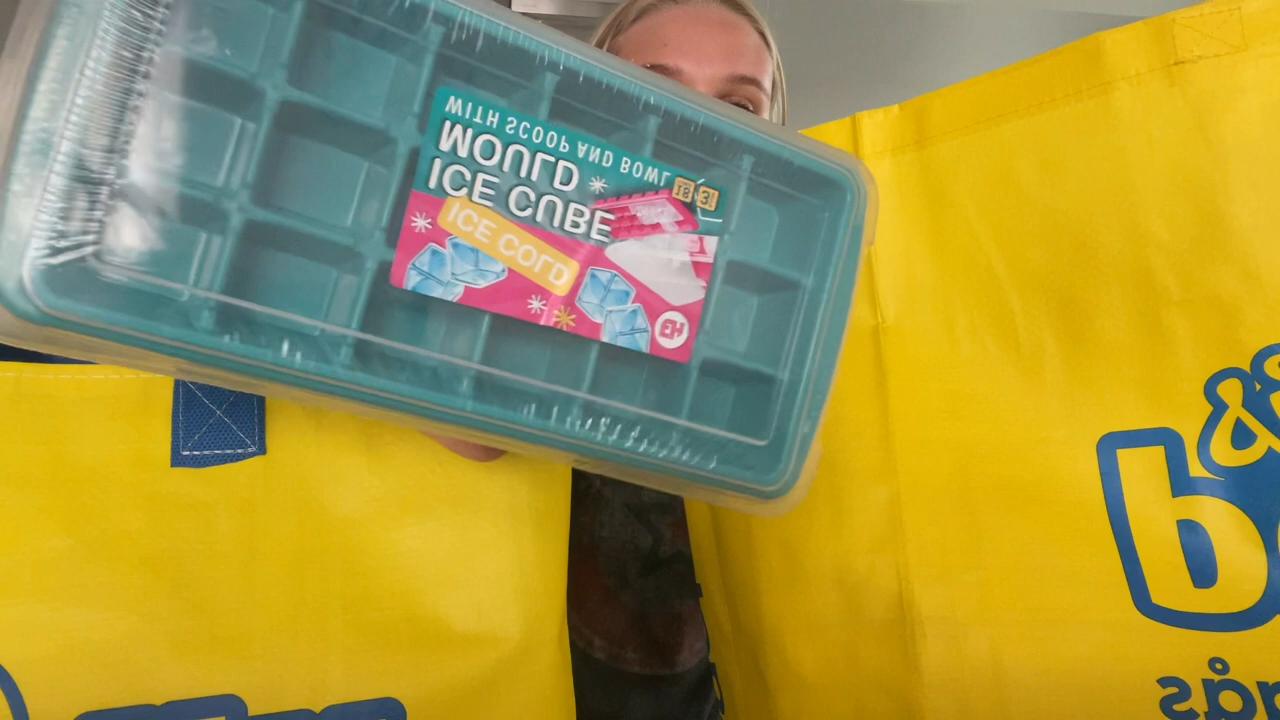 ICE COLD
ICE CUBE
MOULD
WITH SCOOP AND BOWL
EH
&